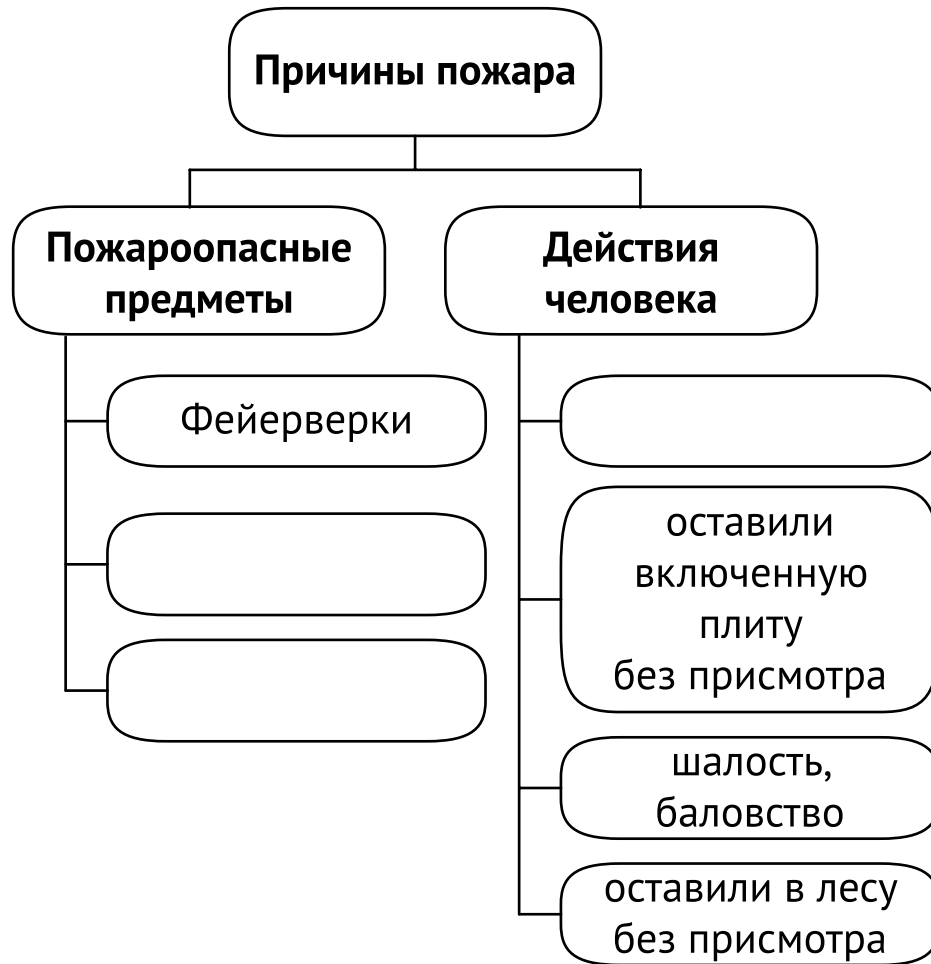 Причины пожара
Пожароопасные
предметы
Фейерверки
Действия
человека
оставили
включенную
плиту
без присмотра
шалость,
баловство
оставили в лесу
без присмотра